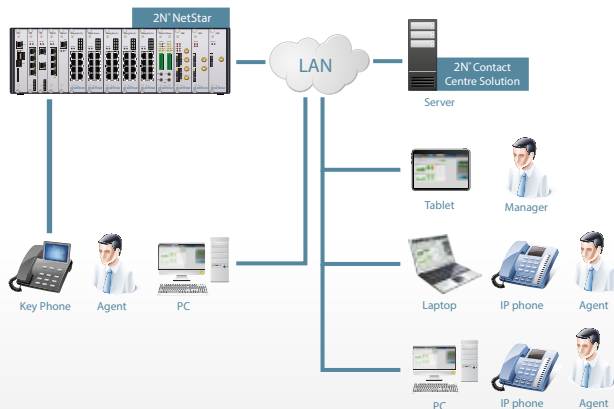 2N® NetStar
LAN
2N® Contact
Centre Solution
Server
Tablet
Manager
Key Phone
Agent
PC
Laptop
IP phone
Agent
PC
IP phone
Agent